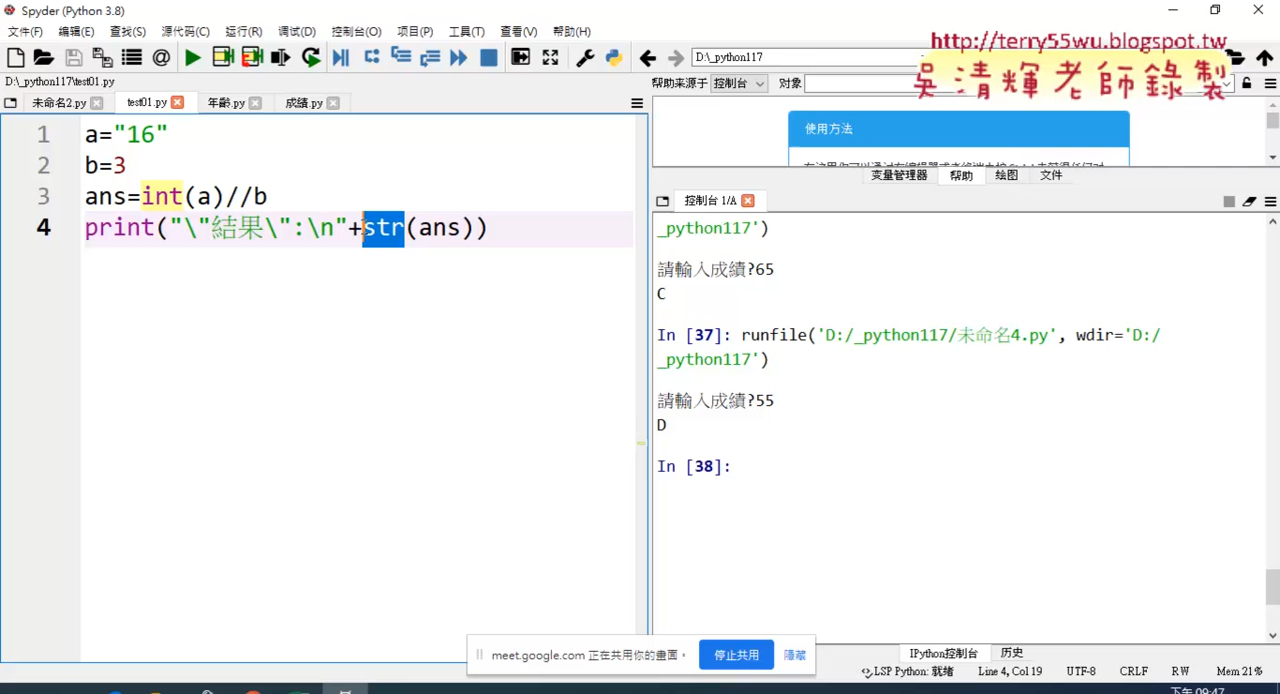 Spyder (Python 3.8)
文件(F) 编辑(E) 查找(S) 源代码(C) 运行(R) 调试(D) 控制台(O) 项目(P) 工具(T) 查看(V) 帮助(H)
D:\_python117
http://terry55wu.blogspot.tw
吳清輝老師錄製
D:\_python117\test01.py
帮助来源于 控制台 对象
未命名2.py test01.py 年齡.py 成績.py
使用方法
变量管理器 帮助 绘图 文件
控制台 1/A
1 a="16"
2 b=3
3 ans=int(a)//b
4 print("\"結果\":\n"+str(ans))
_python117')
請輸入成績?65
C
In [37]: runfile('D:/_python117/未命名4.py', wdir='D:/
_python117')
請輸入成績?55
D
In [38]:
meet.google.com 正在共用你的畫面。 停止共用 隱藏
IPython控制台 历史
LSP Python: 就绪 Line 4, Col 19 UTF-8 CRLF RW Mem 21%
下午 09:47